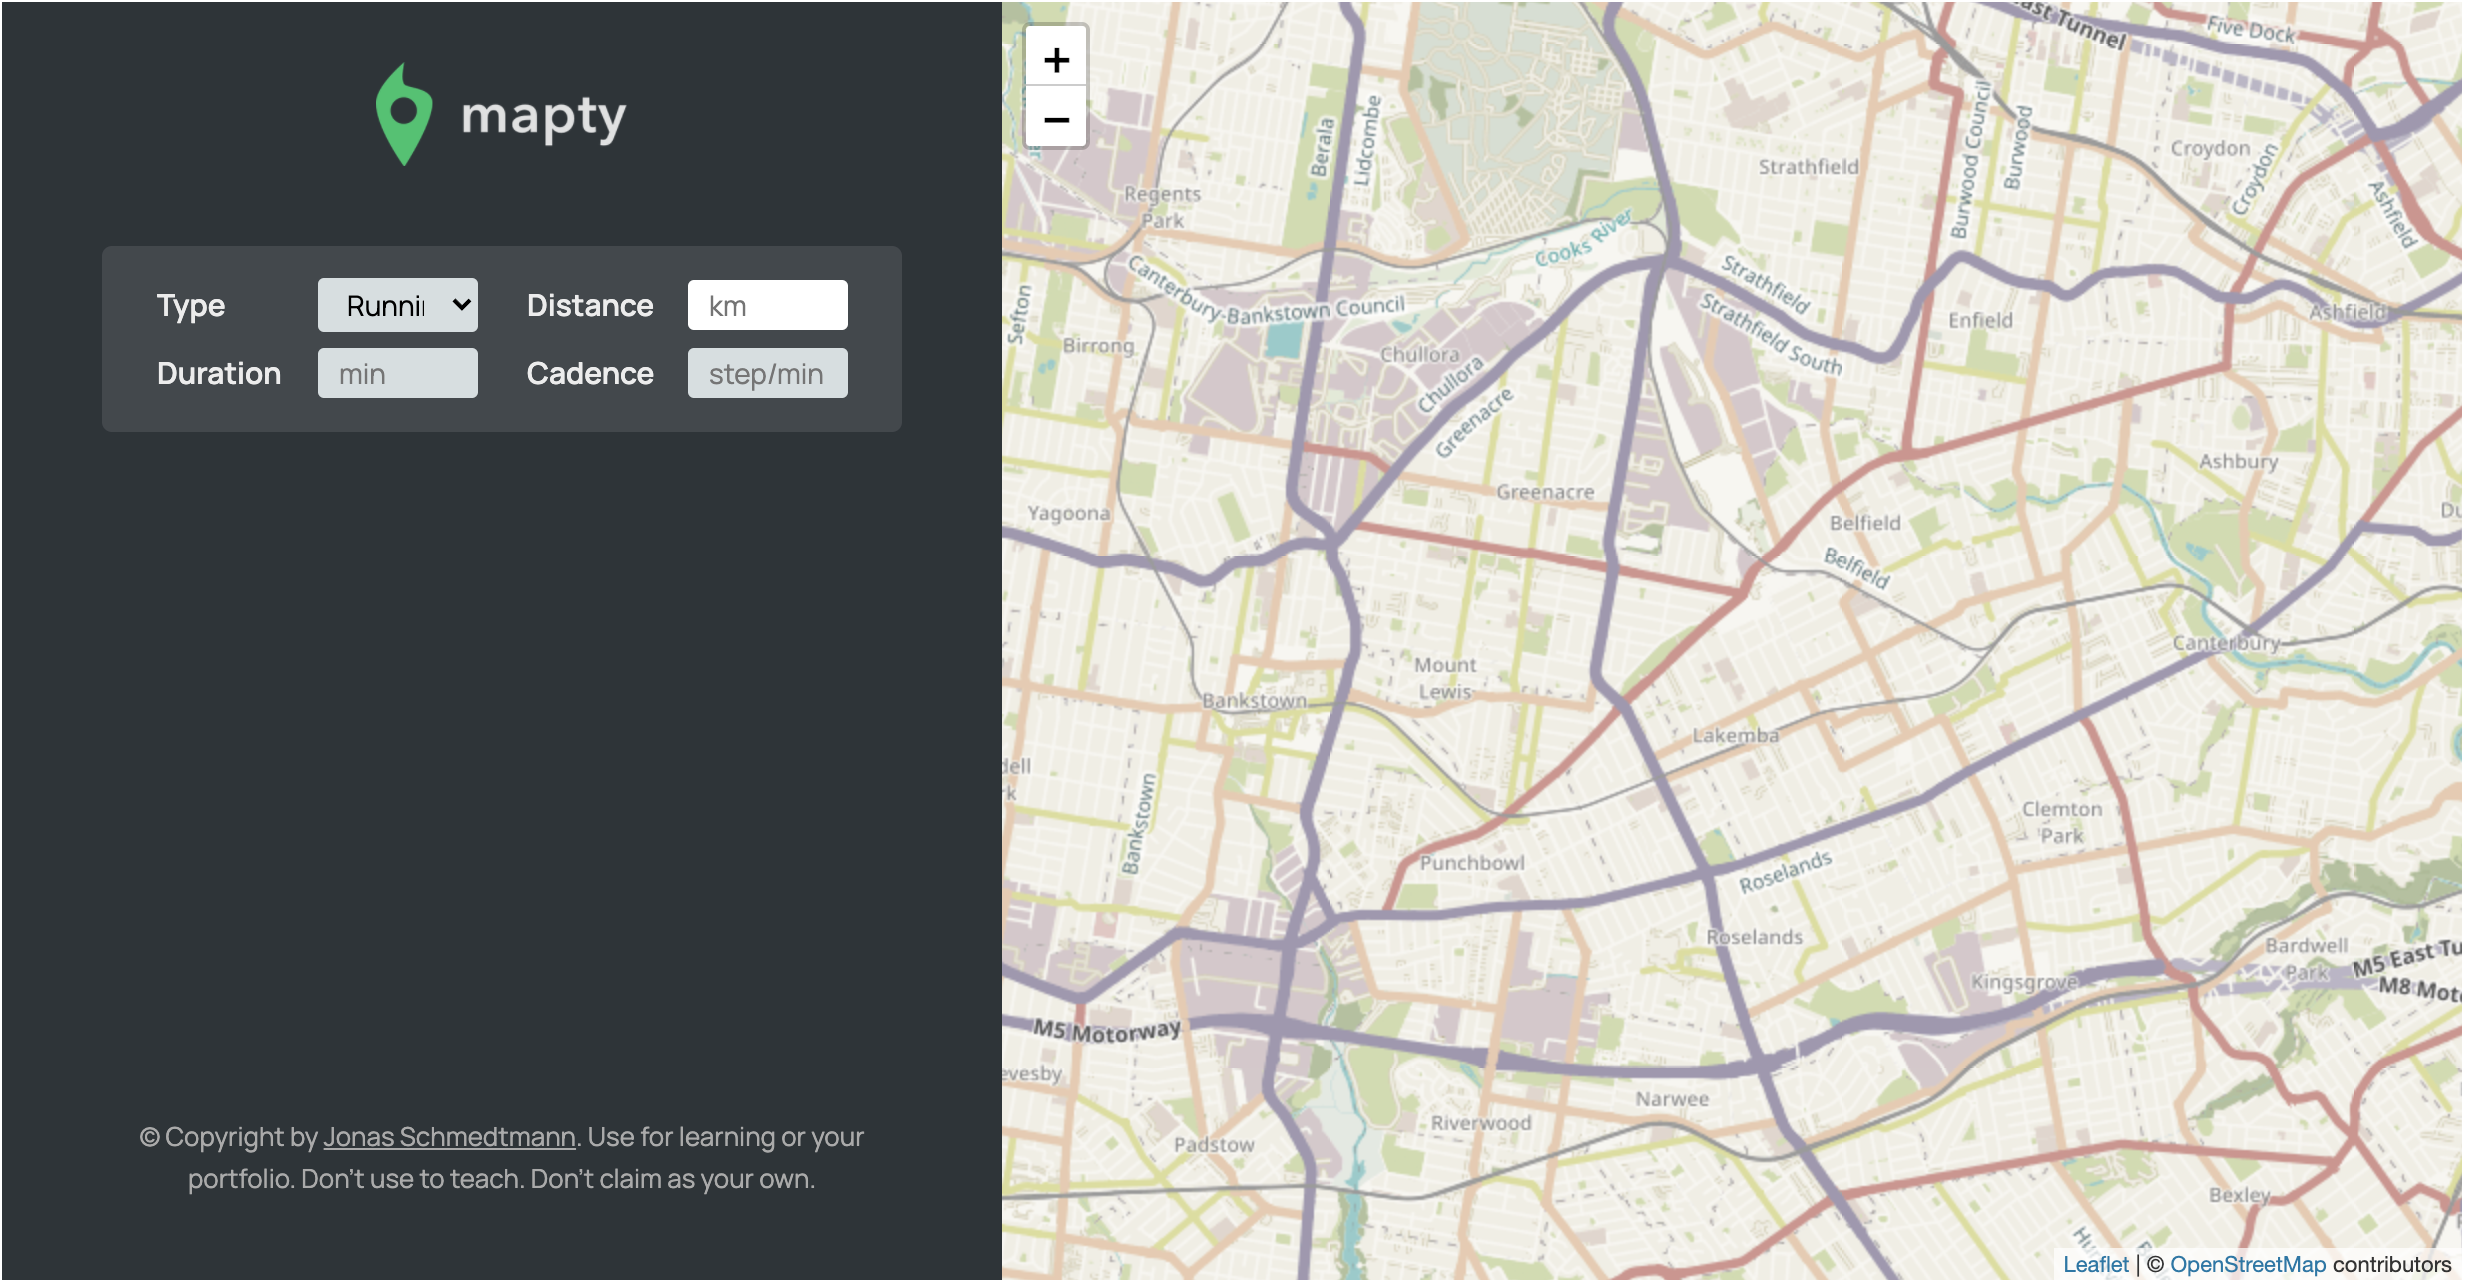 mapty
Type
Runni
Distance
km
Duration
min
Cadence
step/min
© Copyright by Jonas Schmedtmann. Use for learning or your
portfolio. Don't use to teach. Don't claim as your own.
+
−
East Tunnel
Five Dock
Berala
Lidcombe
Strathfield
Burwood Council
Burwood
Croydon
Croydon
Ashfield
Regents
Park
Cooks River
Canterbury-Bankstown Council
Strathfield
Strathfield South
Sefton
Birrong
Chullora
Chullora
Greenacre
Enfield
Ashfield
Ashbury
Greenacre
Yagoona
Belfield
Belfield
Canterbury
Mount
Lewis
Bankstown
Lakemba
Bankstown
Clemton
Park
Punchbowl
Roselands
Roselands
Bardwell
Park
Kingsgrove
M5 East Tu
M8 Moto
M5 Motorway
evesby
Narwee
Riverwood
Padstow
Bexley
Leaflet | © OpenStreetMap contributors